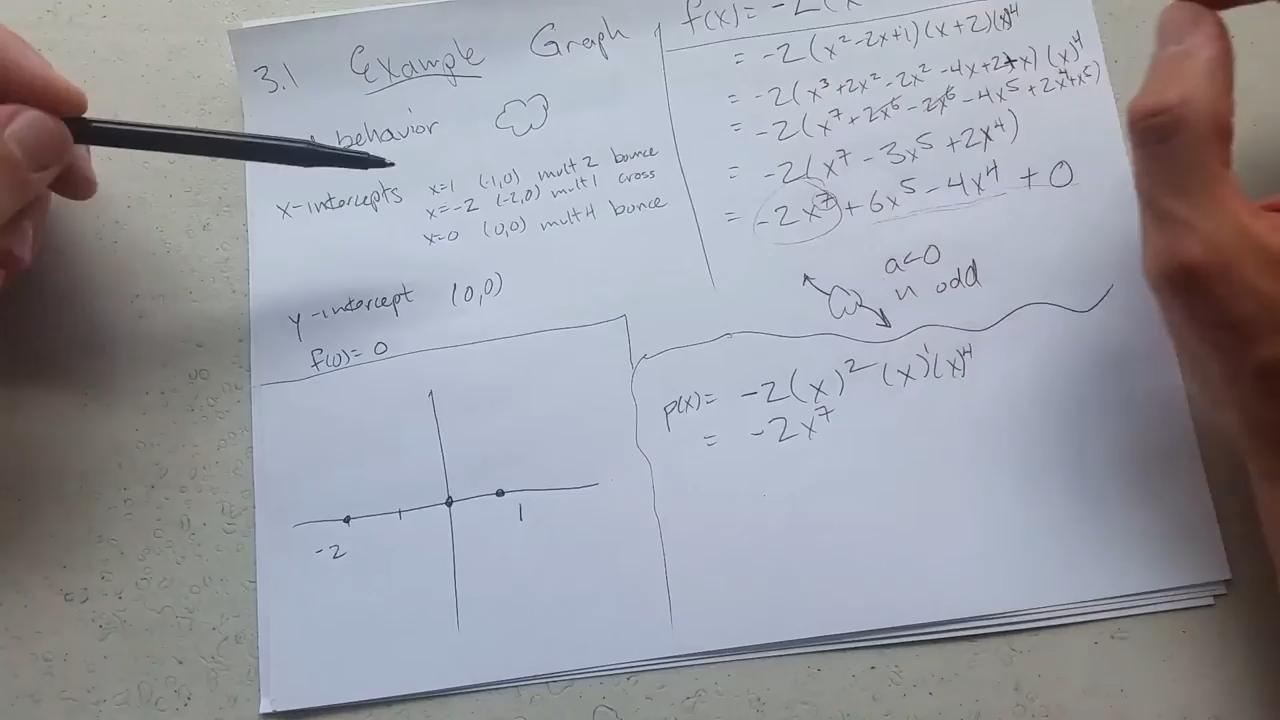 3.1 Example Graph
behavior
x-intercepts x=1 (-1,0) mult 2 bounce
x=-2 (-2,0) mult 1 cross
x=0 (0,0) mult 4 bounce
y-intercept (0,0)
f(0)=0
-2
1
f(x)= -2(x
= -2(x²-2x+1)(x+2)(x)⁴
= -2(x³+2x²-2x²-4x+2+x)(x)⁴
= -2(x⁷+2x⁶-2x⁶-4x⁵+2x⁴+x⁵)
= -2(x⁷-3x⁵+2x⁴)
= -2x⁷+6x⁵-4x⁴+0
a<0
n odd
p(x)= -2(x)²(x)¹(x)⁴
= -2x⁷